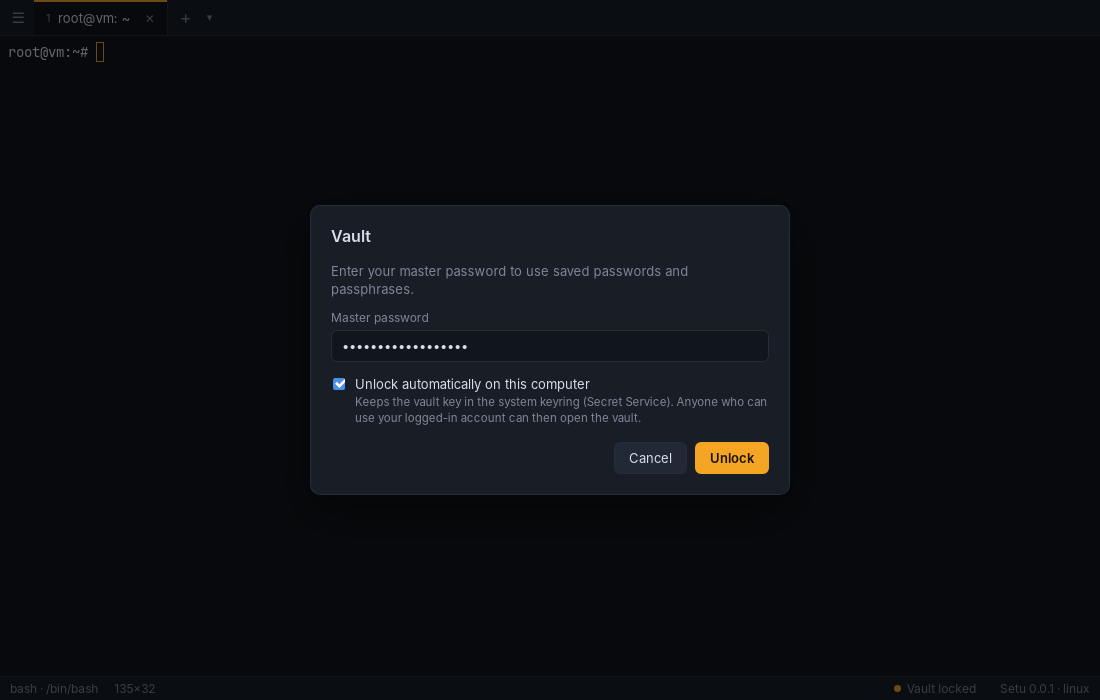 1 root@vm: ~ × + ▾
root@vm:~#
Vault
Enter your master password to use saved passwords and
passphrases.
Master password
••••••••••••••••••
Unlock automatically on this computer
Keeps the vault key in the system keyring (Secret Service). Anyone who can
use your logged-in account can then open the vault.
Cancel Unlock
bash · /bin/bash 135×32 Vault locked Setu 0.0.1 · linux